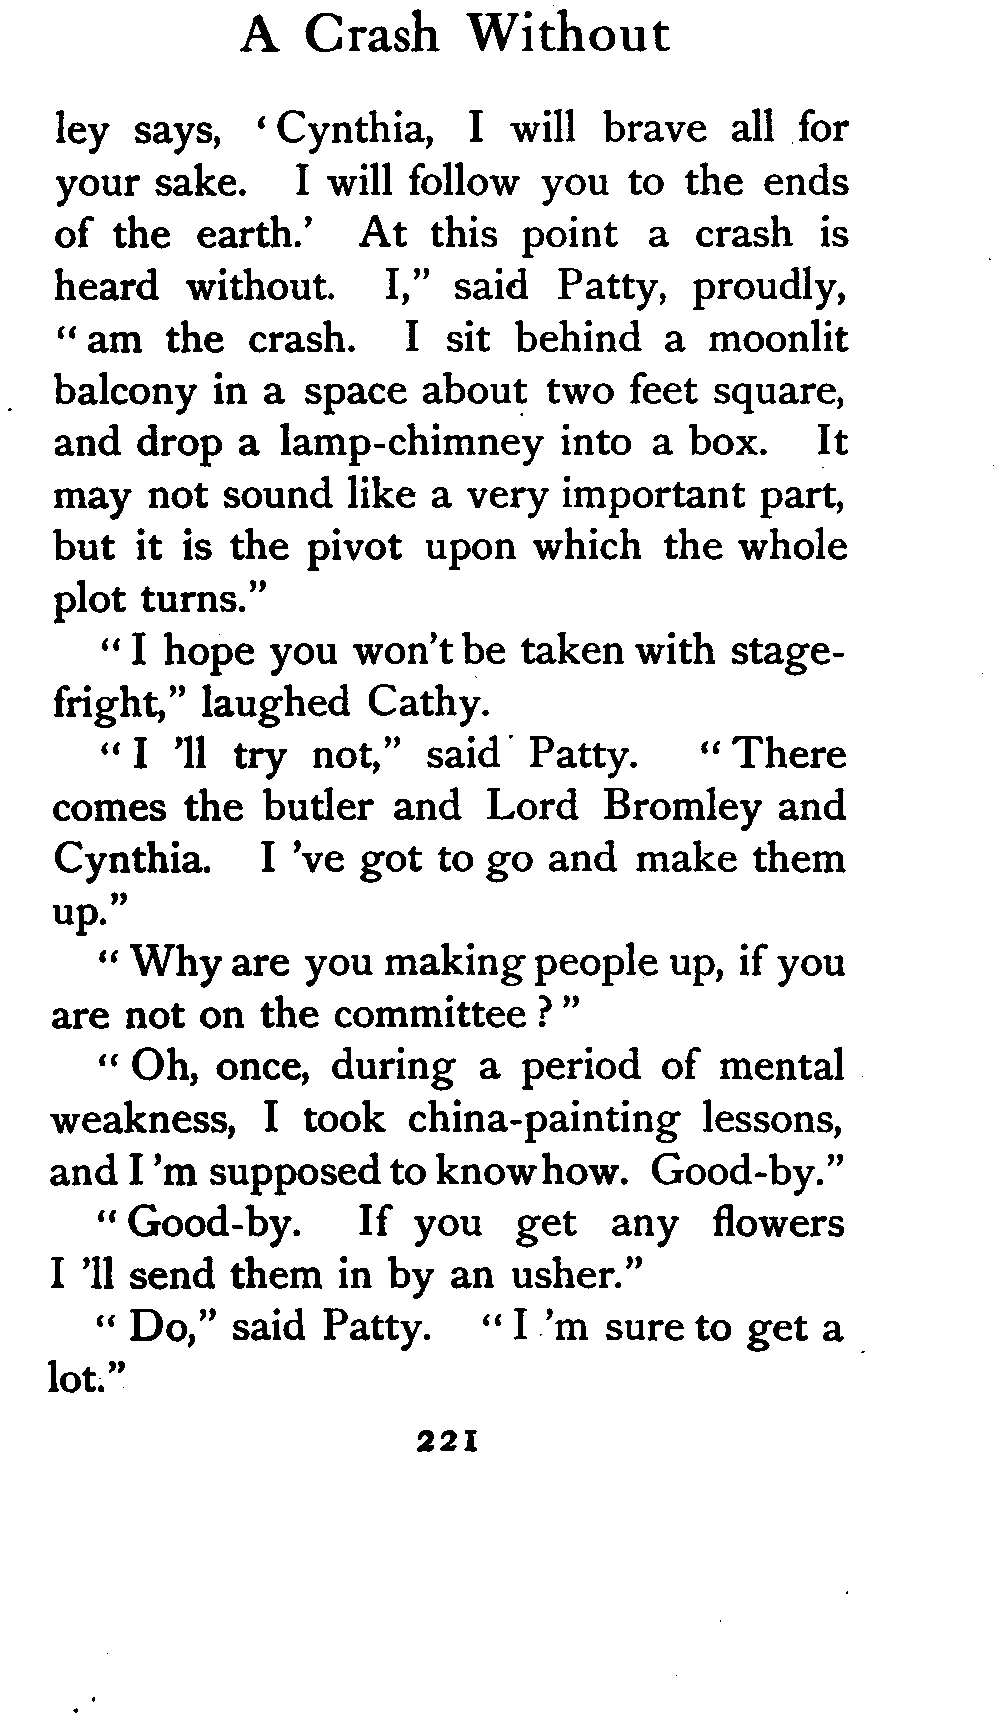 A Crash Without
ley says, ‘Cynthia, I will brave all for
your sake. I will follow you to the ends
of the earth.’ At this point a crash is
heard without. I,” said Patty, proudly,
“am the crash. I sit behind a moonlit
balcony in a space about two feet square,
and drop a lamp-chimney into a box. It
may not sound like a very important part,
but it is the pivot upon which the whole
plot turns.”
“I hope you won't be taken with stage-
fright,” laughed Cathy.
“I 'll try not,” said Patty. “There
comes the butler and Lord Bromley and
Cynthia. I 've got to go and make them
up.”
“Why are you making people up, if you
are not on the committee?”
“Oh, once, during a period of mental
weakness, I took china-painting lessons,
and I 'm supposed to know how. Good-by.”
“Good-by. If you get any flowers
I 'll send them in by an usher.”
“Do,” said Patty. “I 'm sure to get a
lot.”
221